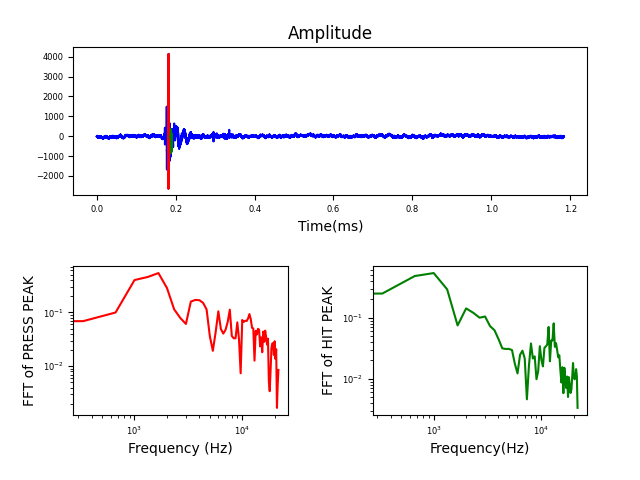 Amplitude
4000
3000
2000
1000
0
−1000
−2000
0.0 0.2 0.4 0.6 0.8 1.0 1.2
Time(ms)
FFT of PRESS PEAK
10⁻¹
10⁻²
10³ 10⁴
Frequency (Hz)
FFT of HIT PEAK
10⁻¹
10⁻²
10³ 10⁴
Frequency(Hz)